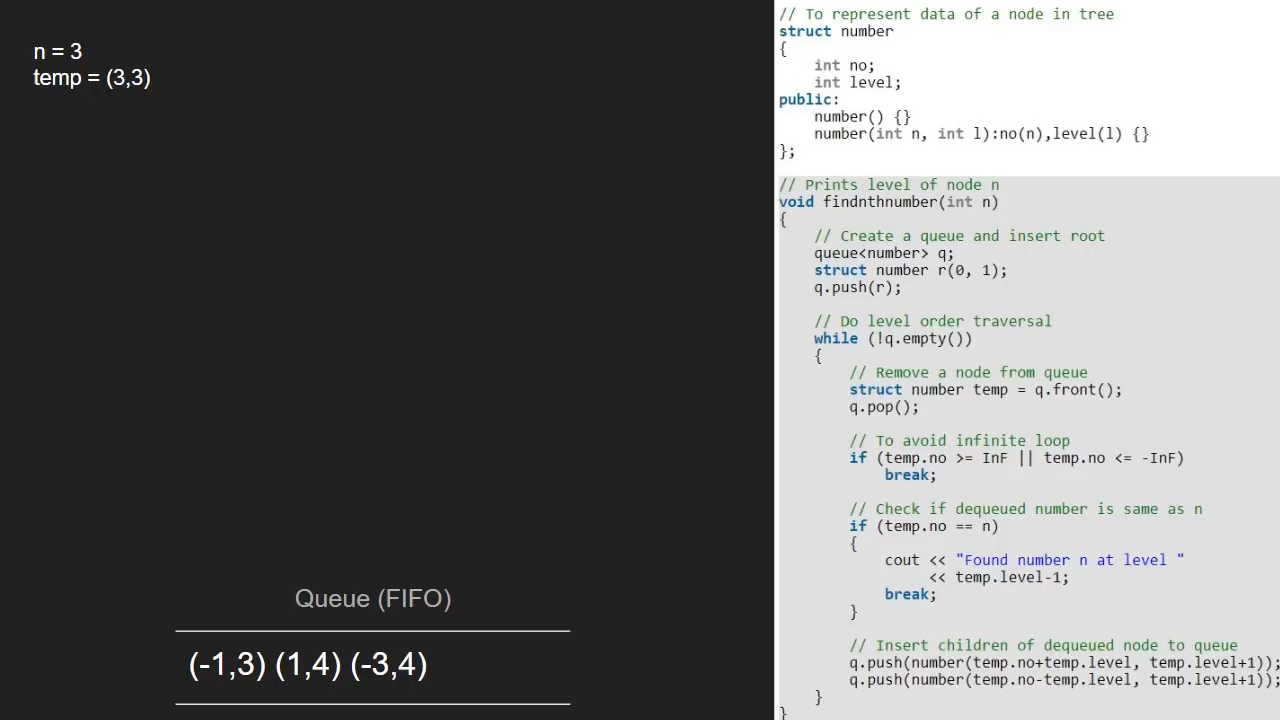 n = 3
temp = (3,3)
Queue (FIFO)
(-1,3) (1,4) (-3,4)
// To represent data of a node in tree
struct number
{
    int no;
    int level;
public:
    number() {}
    number(int n, int l):no(n),level(l) {}
};
// Prints level of node n
void findnthnumber(int n)
{
    // Create a queue and insert root
    queue<number> q;
    struct number r(0, 1);
    q.push(r);
    // Do level order traversal
    while (!q.empty())
    {
        // Remove a node from queue
        struct number temp = q.front();
        q.pop();
        // To avoid infinite loop
        if (temp.no >= InF || temp.no <= -InF)
            break;
        // Check if dequeued number is same as n
        if (temp.no == n)
        {
            cout << "Found number n at level "
                 << temp.level-1;
            break;
        }
        // Insert children of dequeued node to queue
        q.push(number(temp.no+temp.level, temp.level+1));
        q.push(number(temp.no-temp.level, temp.level+1));
    }
}